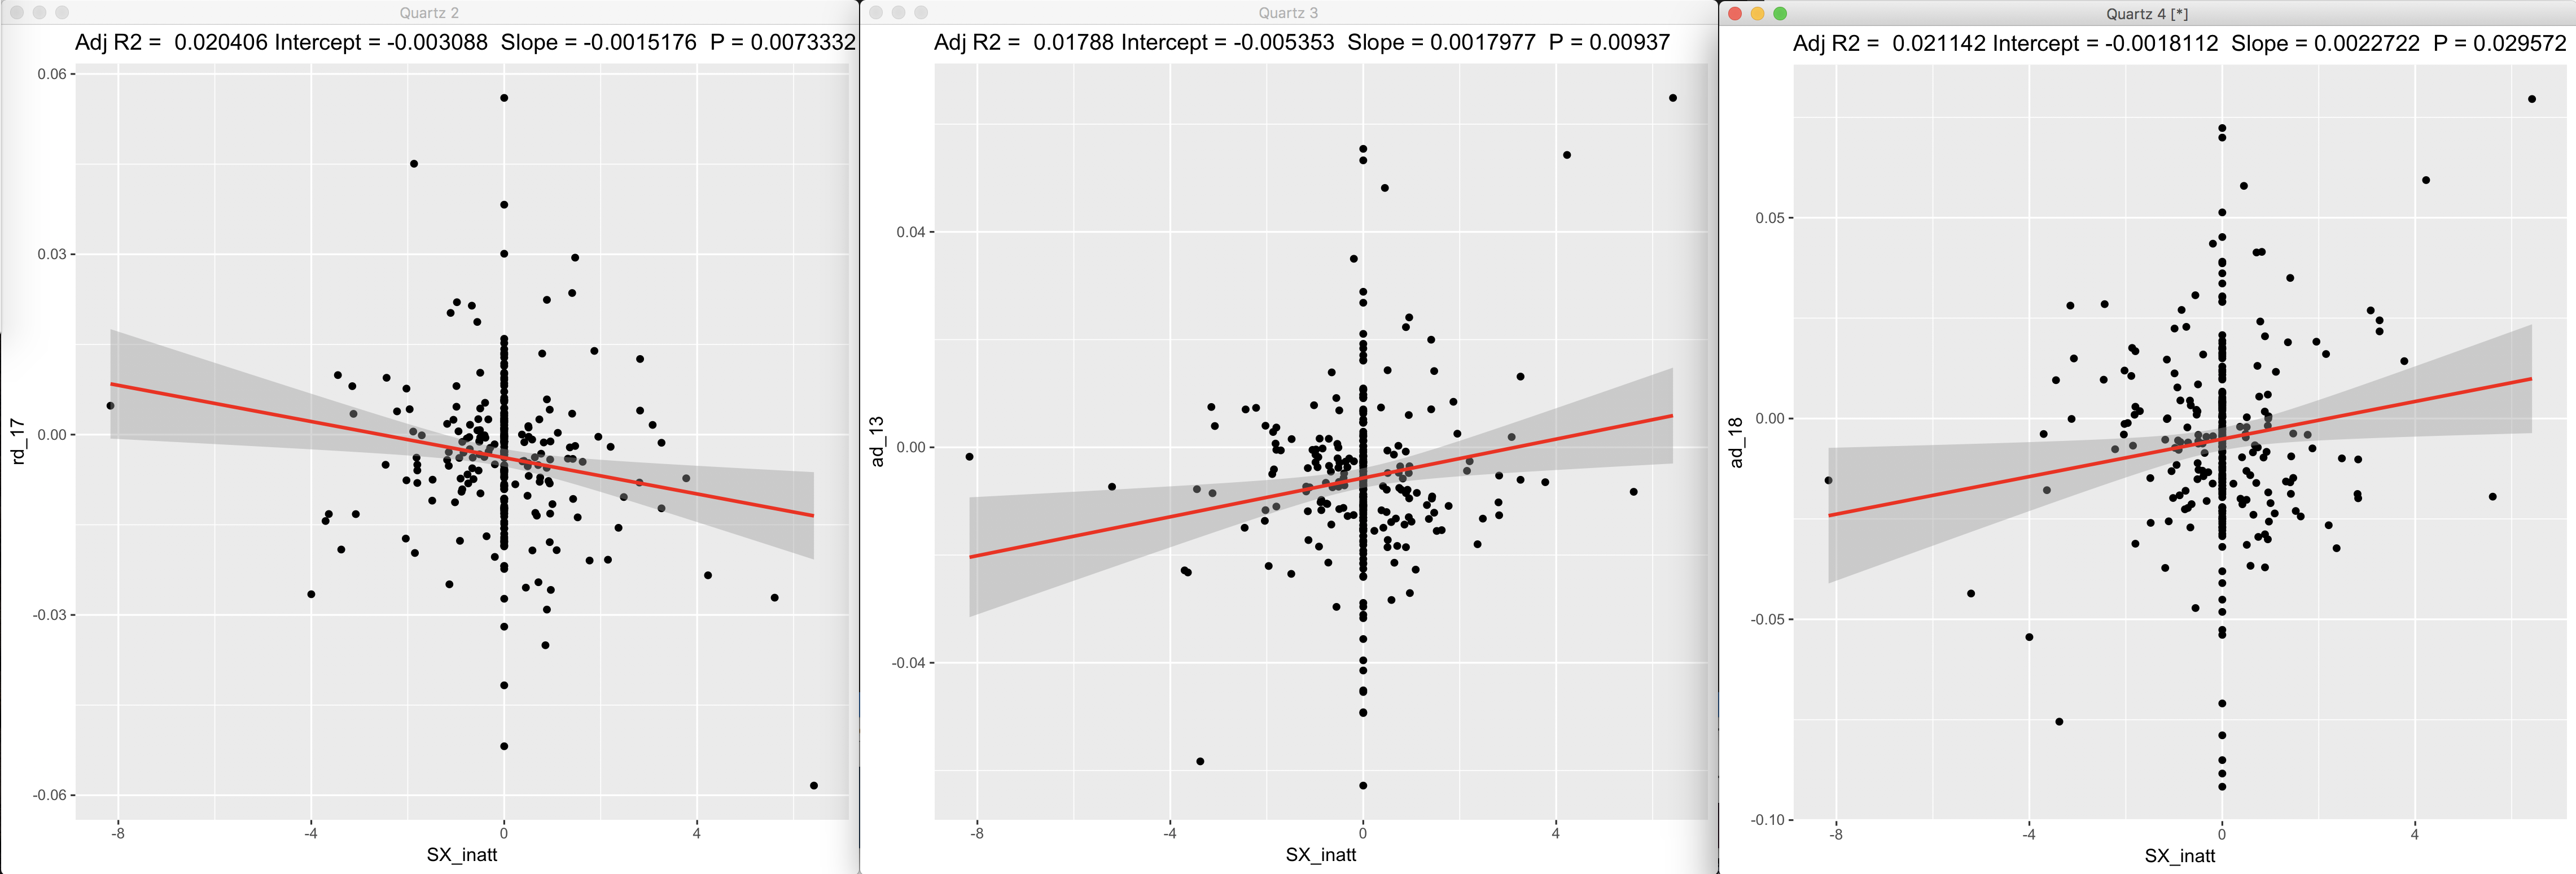 Quartz 2
Adj R2 =  0.020406 Intercept = -0.003088  Slope = -0.0015176  P = 0.0073332
0.06
0.03
0.00
-0.03
-0.06
rd_17
-8
-4
0
4
SX_inatt
Quartz 3
Adj R2 =  0.01788 Intercept = -0.005353  Slope = 0.0017977  P = 0.00937
0.04
0.00
-0.04
ad_13
-8
-4
0
4
SX_inatt
Quartz 4 [*]
Adj R2 =  0.021142 Intercept = -0.0018112  Slope = 0.0022722  P = 0.029572
0.05
0.00
-0.05
-0.10
ad_18
-8
-4
0
4
SX_inatt